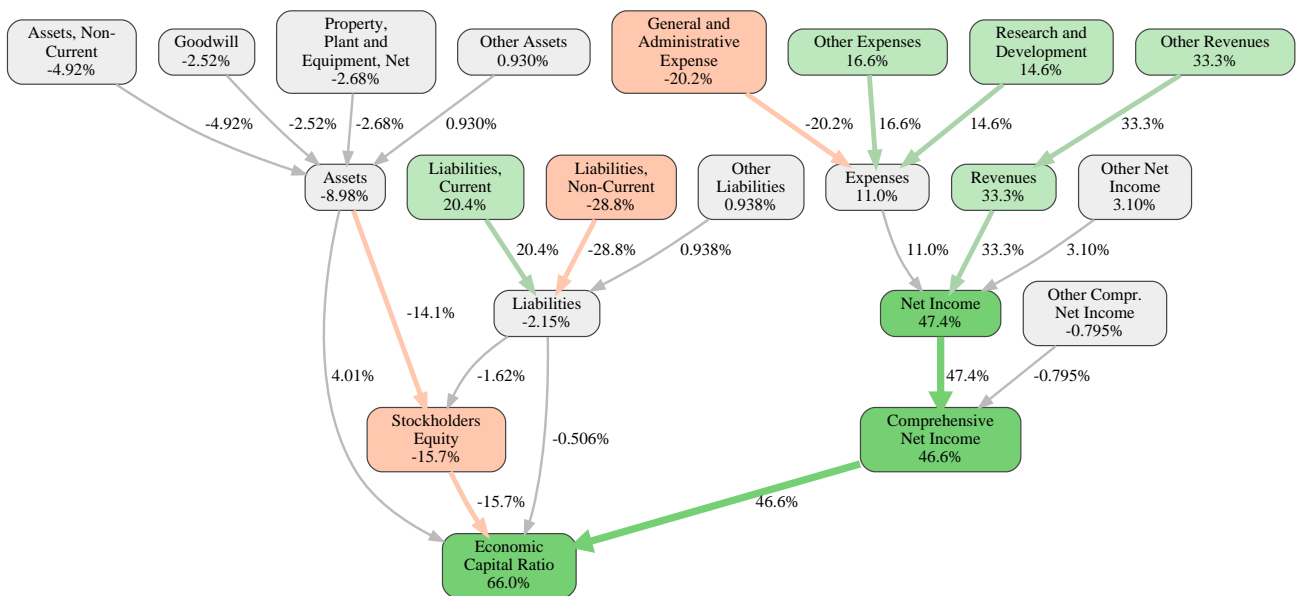 Assets, Non-
Current
-4.92%
Goodwill
-2.52%
Property,
Plant and
Equipment, Net
-2.68%
Other Assets
0.930%
General and
Administrative
Expense
-20.2%
Other Expenses
16.6%
Research and
Development
14.6%
Other Revenues
33.3%
-4.92%
-2.52%
-2.68%
0.930%
-20.2%
16.6%
14.6%
33.3%
Assets
-8.98%
Liabilities,
Current
20.4%
Liabilities,
Non-Current
-28.8%
Other
Liabilities
0.938%
Expenses
11.0%
Revenues
33.3%
Other Net
Income
3.10%
20.4%
-28.8%
0.938%
11.0%
33.3%
3.10%
-14.1%
Liabilities
-2.15%
Net Income
47.4%
Other Compr.
Net Income
-0.795%
4.01%
-1.62%
47.4%
-0.795%
Stockholders
Equity
-15.7%
-0.506%
Comprehensive
Net Income
46.6%
-15.7%
46.6%
Economic
Capital Ratio
66.0%